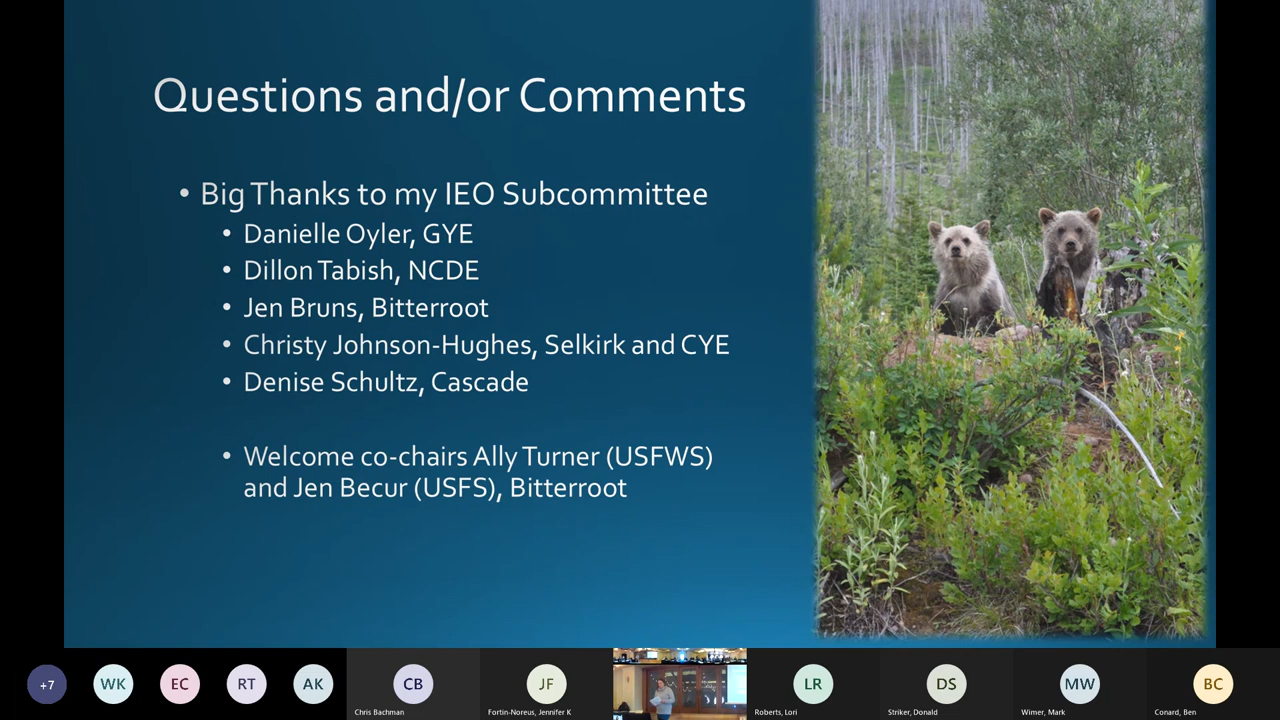 Questions and/or Comments
• Big Thanks to my IEO Subcommittee
• Danielle Oyler, GYE
• Dillon Tabish, NCDE
• Jen Bruns, Bitterroot
• Christy Johnson-Hughes, Selkirk and CYE
• Denise Schultz, Cascade
• Welcome co-chairs Ally Turner (USFWS)
and Jen Becur (USFS), Bitterroot
+7 WK EC RT AK CB JF LR DS MW BC
Chris Bachman Fortin-Noreus, Jennifer K Roberts, Lori Striker, Donald Wimer, Mark Conard, Ben